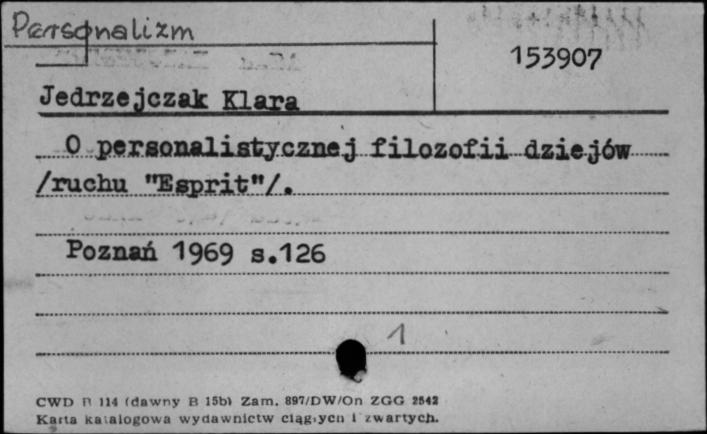 Personalizm
153907
Jedrzejczak Klara
O personalistycznej filozofii dziejów
/ruchu "Esprit"/.
Poznań 1969 s.126
1
CWD B 114 (dawny B 15b) Zam. 897/DW/On ZGG 2542
Karta katalogowa wydawnictw ciągłych i zwartych.